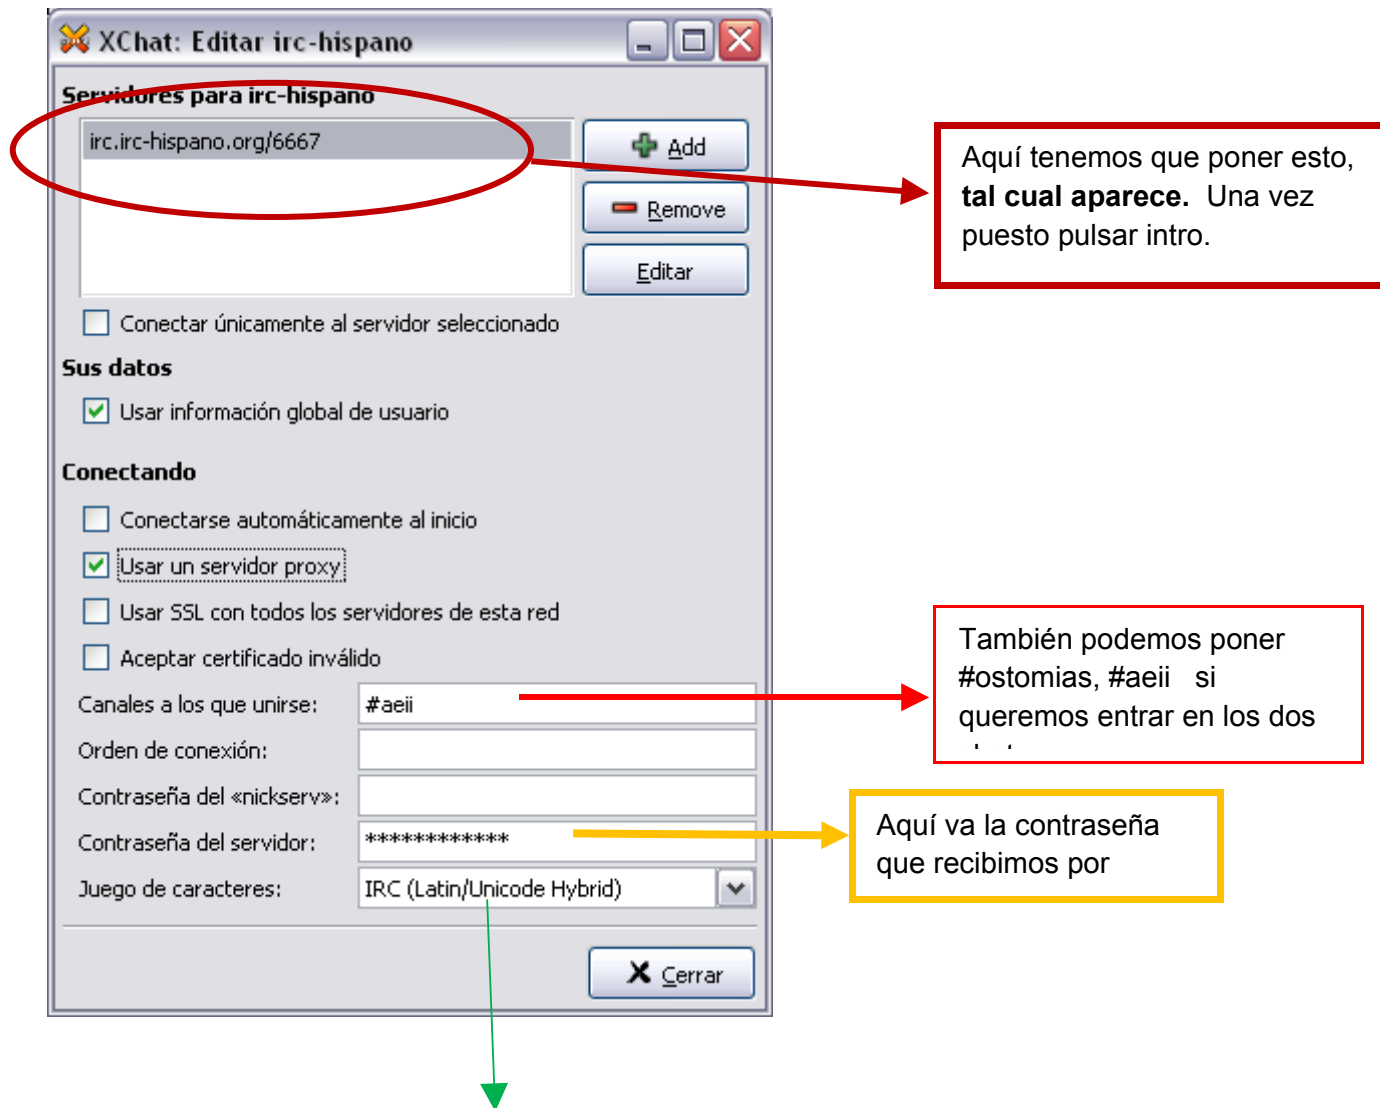 XChat: Editar irc-hispano
Servidores para irc-hispano
irc.irc-hispano.org/6667
Add
Remove
Editar
Aquí tenemos que poner esto,
tal cual aparece. Una vez
puesto pulsar intro.
Conectar únicamente al servidor seleccionado
Sus datos
Usar información global de usuario
Conectando
Conectarse automáticamente al inicio
Usar un servidor proxy
Usar SSL con todos los servidores de esta red
Aceptar certificado inválido
Canales a los que unirse: #aeii
También podemos poner
#ostomias, #aeii si
queremos entrar en los dos
Orden de conexión:
Contraseña del «nickserv»:
Contraseña del servidor: ************
Aquí va la contraseña
que recibimos por
Juego de caracteres: IRC (Latin/Unicode Hybrid)
Cerrar